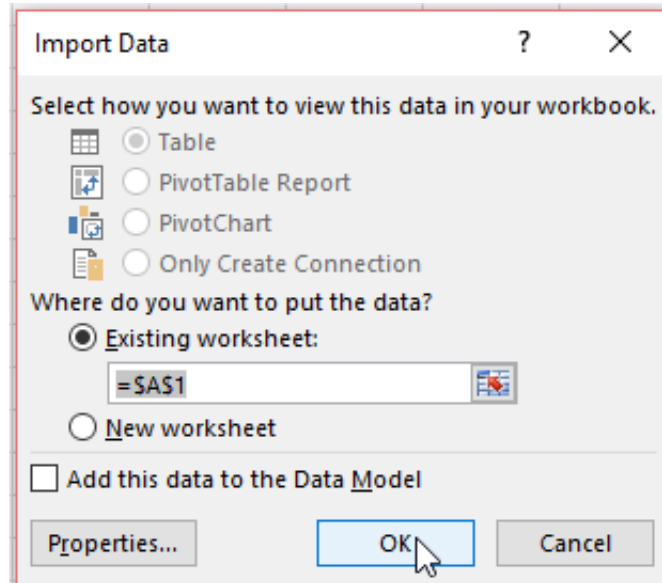 Import Data ?
Select how you want to view this data in your workbook.
Table
PivotTable Report
PivotChart
Only Create Connection
Where do you want to put the data?
Existing worksheet:
=$A$1
New worksheet
Add this data to the Data Model
Properties... OK Cancel